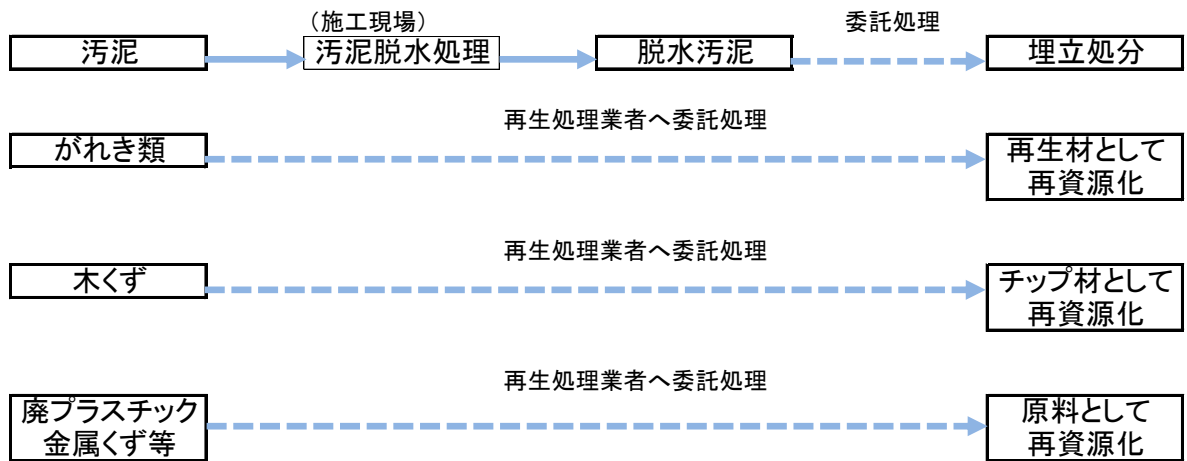 （施工現場）
委託処理
汚泥
汚泥脱水処理
脱水汚泥
埋立処分
再生処理業者へ委託処理
がれき類
再生材として
再資源化
再生処理業者へ委託処理
木くず
チップ材として
再資源化
再生処理業者へ委託処理
廃プラスチック
金属くず等
原料として
再資源化